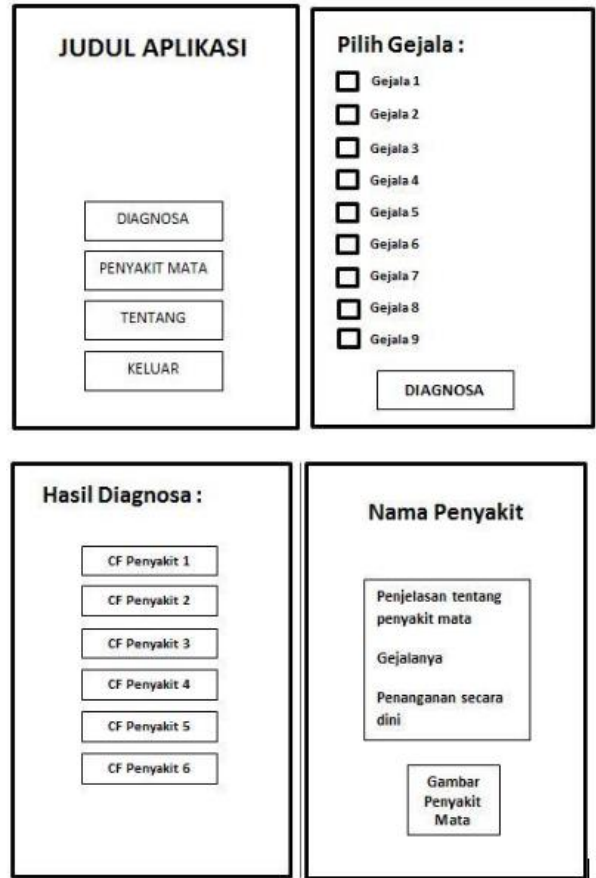 JUDUL APLIKASI
DIAGNOSA
PENYAKIT MATA
TENTANG
KELUAR
Pilih Gejala :
Gejala 1
Gejala 2
Gejala 3
Gejala 4
Gejala 5
Gejala 6
Gejala 7
Gejala 8
Gejala 9
DIAGNOSA
Hasil Diagnosa :
CF Penyakit 1
CF Penyakit 2
CF Penyakit 3
CF Penyakit 4
CF Penyakit 5
CF Penyakit 6
Nama Penyakit
Penjelasan tentang
penyakit mata
Gejalanya
Penanganan secara
dini
Gambar
Penyakit
Mata